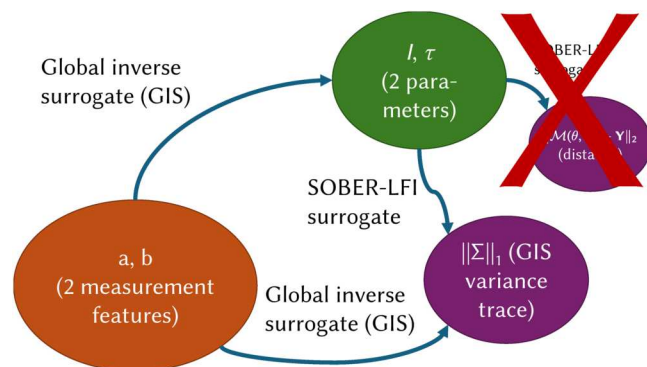 Global inverse
surrogate (GIS)
I, τ
(2 para-
meters)
SOBER-LFI
surrogate
a, b
(2 measurement
features)
Global inverse
surrogate (GIS)
||Σ||₁ (GIS
variance
trace)
Y||₂